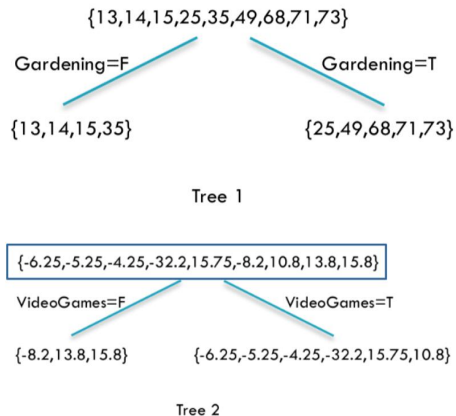 {13,14,15,25,35,49,68,71,73}
Gardening=F Gardening=T
{13,14,15,35} {25,49,68,71,73}
Tree 1
{-6.25,-5.25,-4.25,-32.2,15.75,-8.2,10.8,13.8,15.8}
VideoGames=F VideoGames=T
{-8.2,13.8,15.8} {-6.25,-5.25,-4.25,-32.2,15.75,10.8}
Tree 2